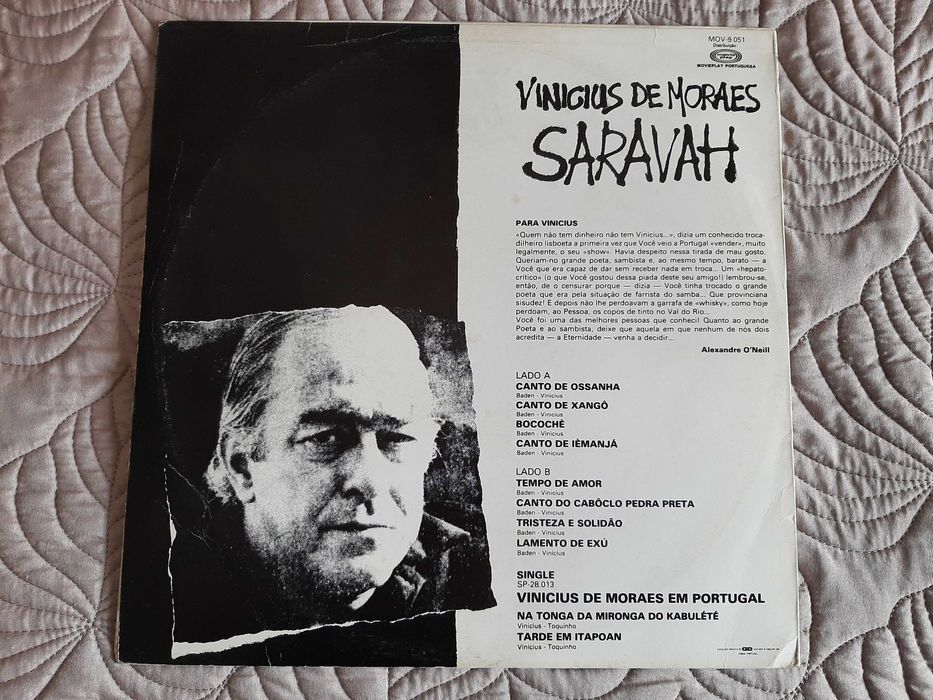 MOV-9.051
Distribuição:
MOVIEPLAY PORTUGUESA
VINICIUS DE MORAES
SARAVAH
PARA VINICIUS
«Quem não tem dinheiro não tem Vinicius...», dizia um conhecido troca-
dilheiro lisboeta a primeira vez que Você veio a Portugal «vender», muito
legalmente, o seu «show». Havia despeito nessa tirada de mau gosto.
Queriam-no grande poeta, sambista e, ao mesmo tempo, barato — a
Você que era capaz de dar sem receber nada em troca... Um «hepato-
crítico» (o que Você gostou dessa piada deste seu amigo!) lembrou-se,
então, de o censurar porque — dizia — Você tinha trocado o grande
poeta que era pela situação de farrista do samba... Que provinciana
sisudez! E depois não lhe perdoavam a garrafa de «whisky», como hoje
perdoam, ao Pessoa, os copos de tinto no Val do Rio...
Você foi uma das melhores pessoas que conheci! Quanto ao grande
Poeta e ao sambista, deixe que aquela em que nenhum de nós dois
acredita — a Eternidade — venha a decidir...
Alexandre O'Neill
LADO A
CANTO DE OSSANHA
Baden - Vinicius
CANTO DE XANGÔ
Baden - Vinicius
BOCOCHÈ
Baden - Vinicius
CANTO DE IÈMANJÁ
Baden - Vinicius
LADO B
TEMPO DE AMOR
Baden - Vinicius
CANTO DO CABÔCLO PEDRA PRETA
Baden - Vinicius
TRISTEZA E SOLIDÃO
Baden - Vinicius
LAMENTO DE EXÚ
Baden - Vinicius
SINGLE
SP-28.013
VINICIUS DE MORAES EM PORTUGAL
NA TONGA DA MIRONGA DO KABULÉTÉ
Vinicius - Toquinho
TARDE EM ITAPOAN
Vinicius - Toquinho